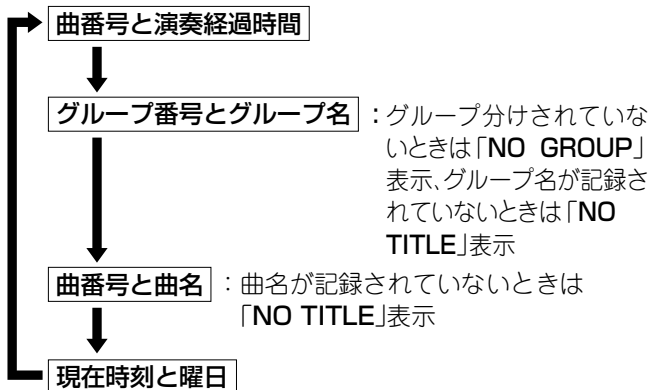 曲番号と演奏経過時間
グループ番号とグループ名：グループ分けされていな
いときは「NO GROUP」
表示、グループ名が記録さ
れていないときは「NO
TITLE」表示
曲番号と曲名：曲名が記録されていないときは
「NO TITLE」表示
現在時刻と曜日